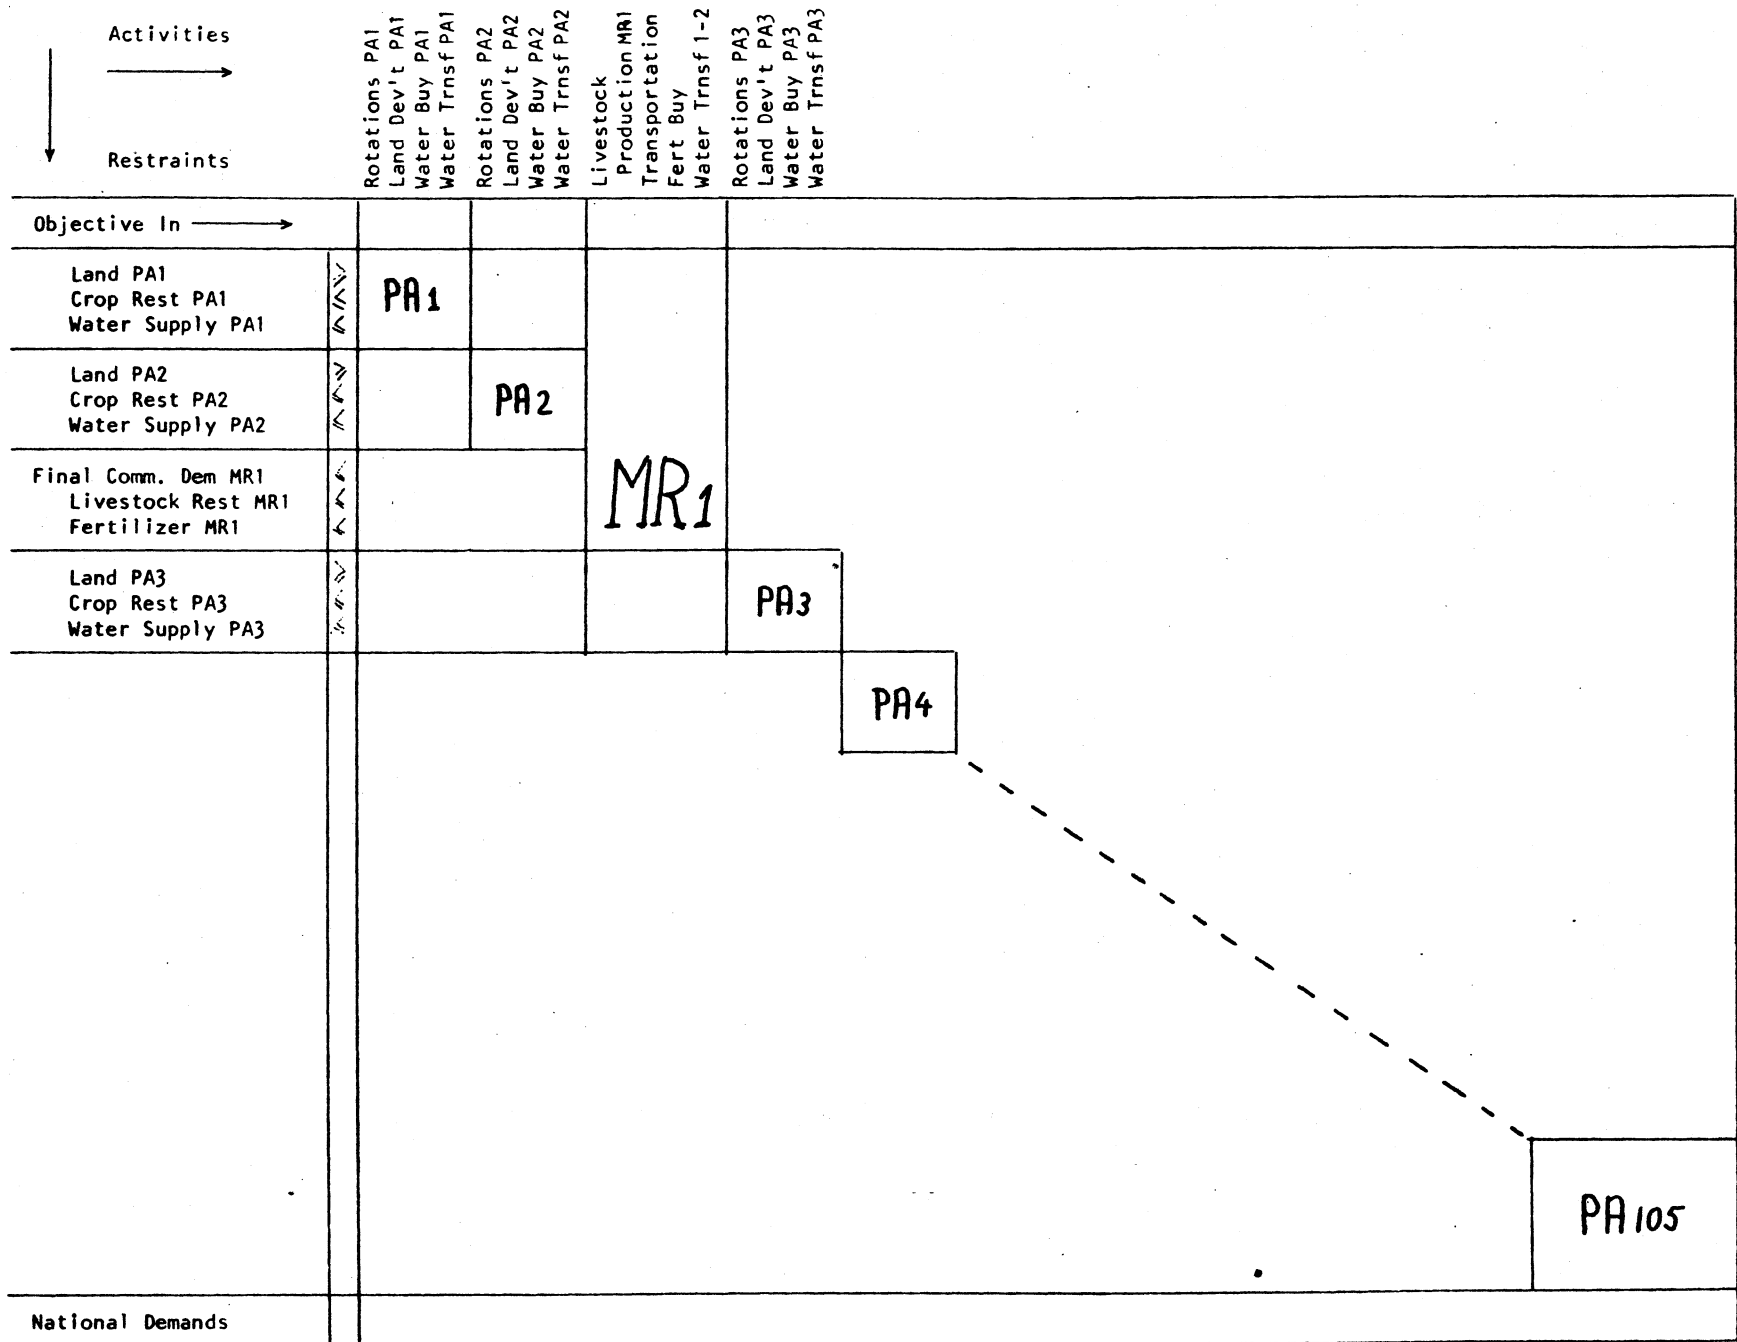 Activities
Restraints
Rotations PA1
Land Dev't PA1
Water Buy PA1
Water Trnsf PA1
Rotations PA2
Land Dev't PA2
Water Buy PA2
Water Trnsf PA2
Livestock
Production MR1
Transportation
Fert Buy
Water Trnsf 1-2
Rotations PA3
Land Dev't PA3
Water Buy PA3
Water Trnsf PA3
Objective In
Land PA1
Crop Rest PA1
Water Supply PA1
PA1
Land PA2
Crop Rest PA2
Water Supply PA2
PA2
Final Comm. Dem MR1
Livestock Rest MR1
Fertilizer MR1
MR1
Land PA3
Crop Rest PA3
Water Supply PA3
PA3
PA4
PA105
National Demands